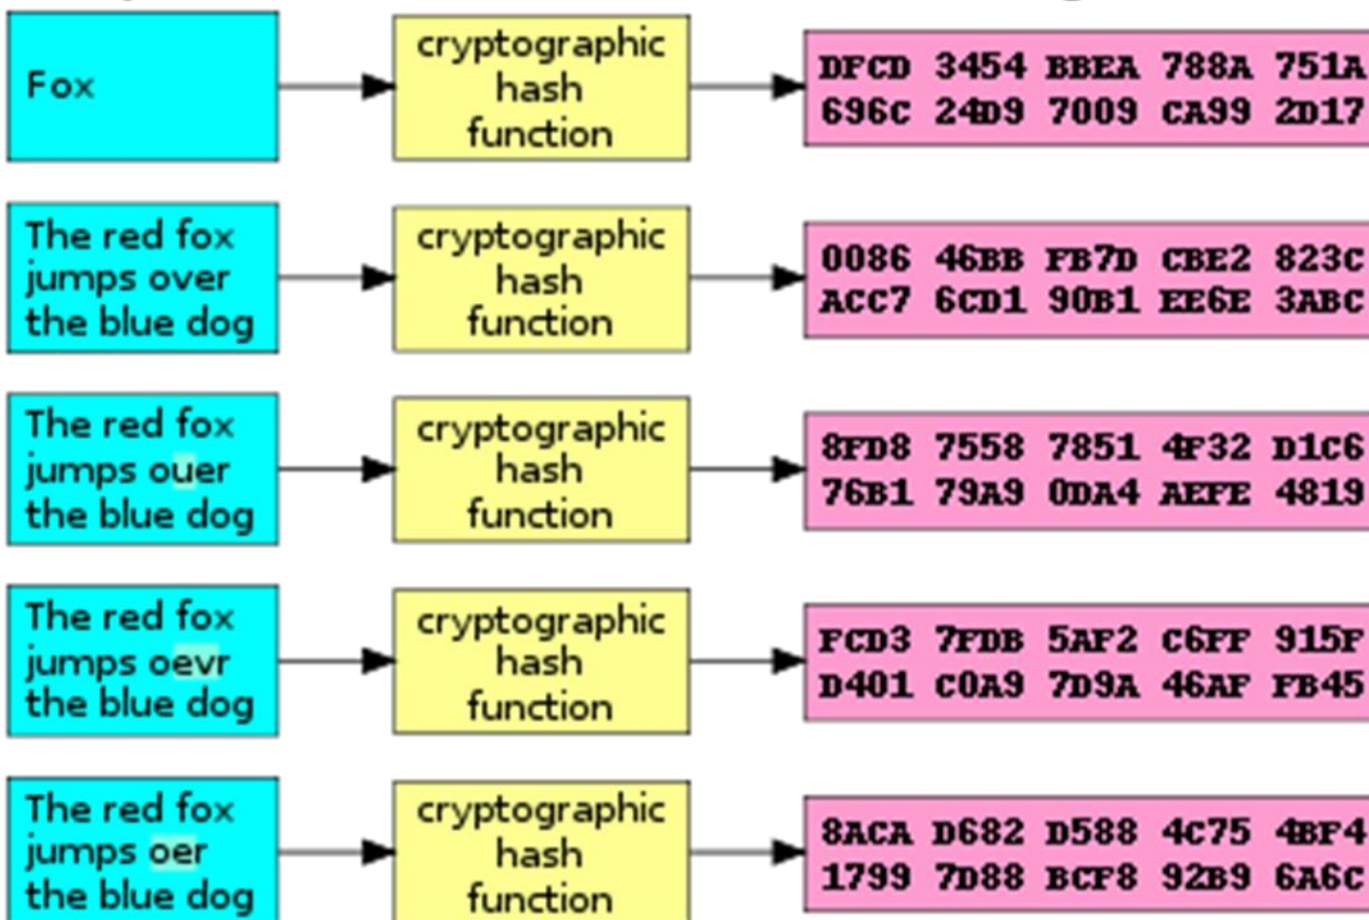 Fox
cryptographic
hash
function
DFCD 3454 BBEA 788A 751A
696C 24D9 7009 CA99 2D17
The red fox
jumps over
the blue dog
cryptographic
hash
function
0086 46BB FB7D CBE2 823C
ACC7 6CD1 90B1 EE6E 3ABC
The red fox
jumps ouer
the blue dog
cryptographic
hash
function
8FD8 7558 7851 4F32 D1C6
76B1 79A9 0DA4 AEFE 4819
The red fox
jumps oevr
the blue dog
cryptographic
hash
function
FCD3 7FDB 5AF2 C6FF 915F
D401 C0A9 7D9A 46AF FB45
The red fox
jumps oer
the blue dog
cryptographic
hash
function
8ACA D682 D588 4C75 4BF4
1799 7D88 BCF8 92B9 6A6C